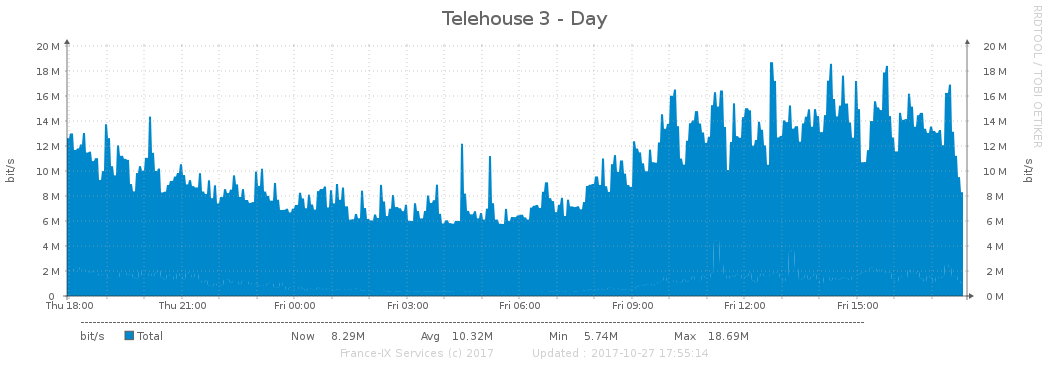 Telehouse 3 - Day
RRDTOOL / TOBI OETIKER
bit/s
20 M
18 M
16 M
14 M
12 M
10 M
8 M
6 M
4 M
2 M
0
20 M
18 M
16 M
14 M
12 M
10 M
8 M
6 M
4 M
2 M
0 M
bit/s
Thu 18:00 Thu 21:00 Fri 00:00 Fri 03:00 Fri 06:00 Fri 09:00 Fri 12:00 Fri 15:00
bit/s Total Now 8.29M Avg 10.32M Min 5.74M Max 18.69M
France-IX Services (c) 2017 Updated : 2017-10-27 17:55:14